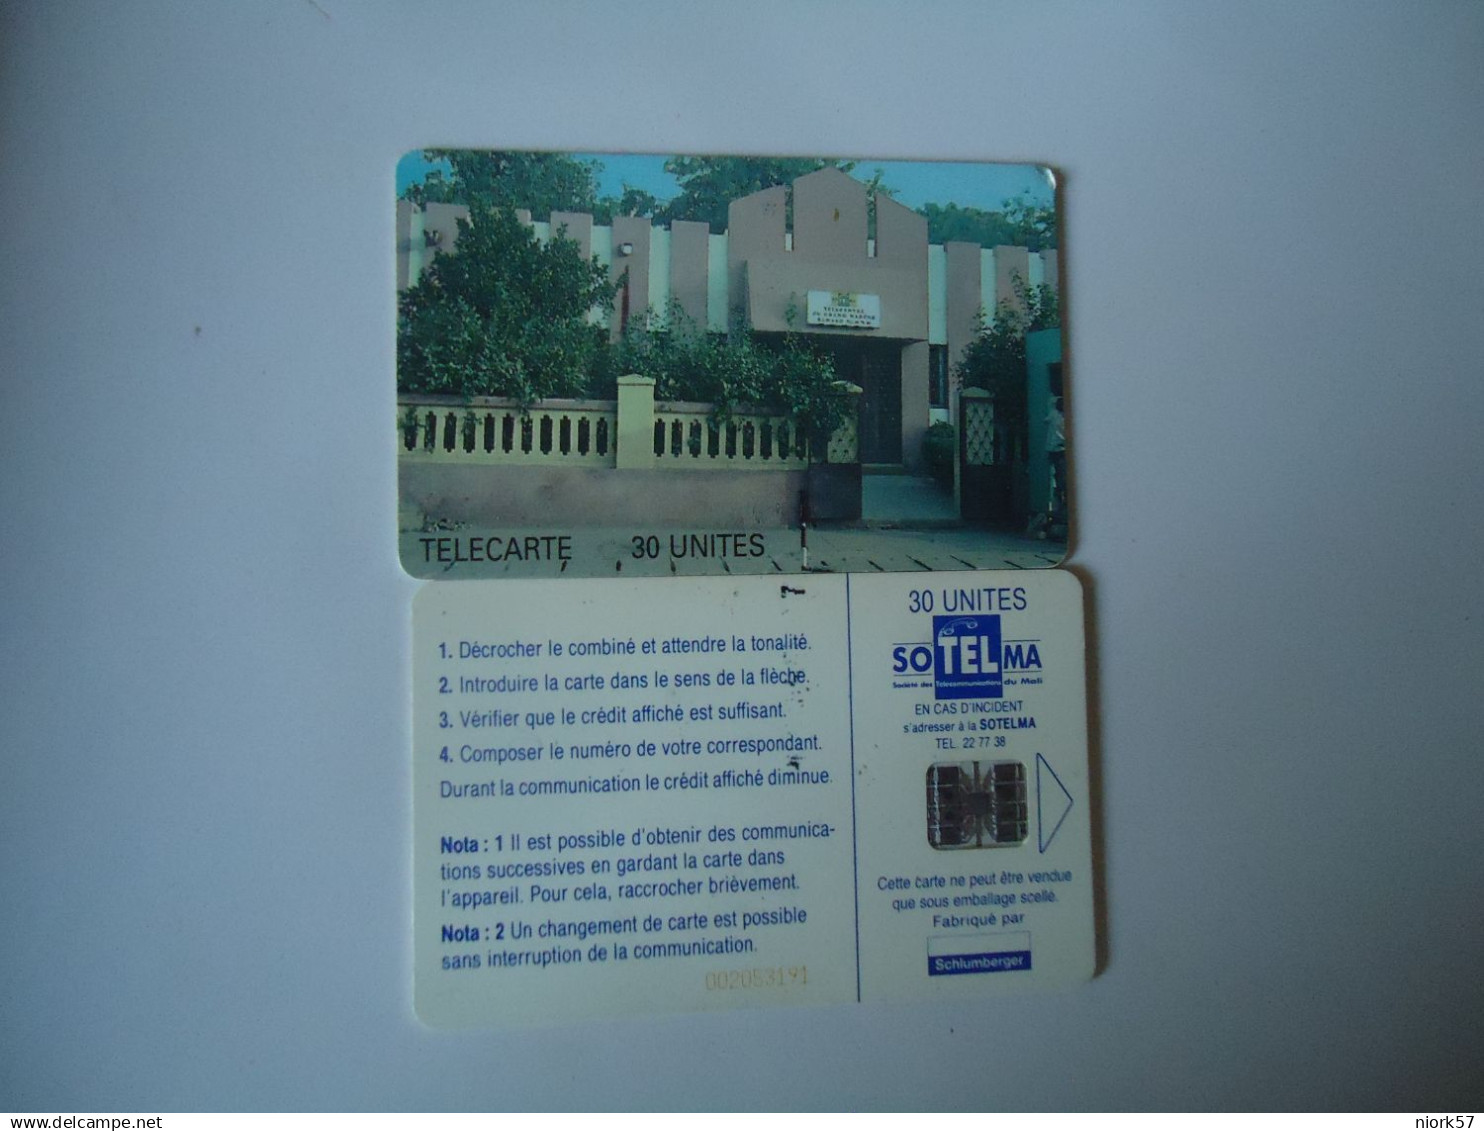 TELECARTE 30 UNITES
1. Décrocher le combiné et attendre la tonalité.
2. Introduire la carte dans le sens de la flèche.
3. Vérifier que le crédit affiché est suffisant.
4. Composer le numéro de votre correspondant.
Durant la communication le crédit affiché diminue.
Nota : 1 Il est possible d'obtenir des communica-
tions successives en gardant la carte dans
l'appareil. Pour cela, raccrocher brièvement.
Nota : 2 Un changement de carte est possible
sans interruption de la communication.
002053191
30 UNITES
SOTELMA
Société des Télécommunications du Mali
EN CAS D'INCIDENT
s'adresser à la SOTELMA
TEL. 22 77 38
Cette carte ne peut être vendue
que sous emballage scellé.
Fabriqué par
Schlumberger
niork57